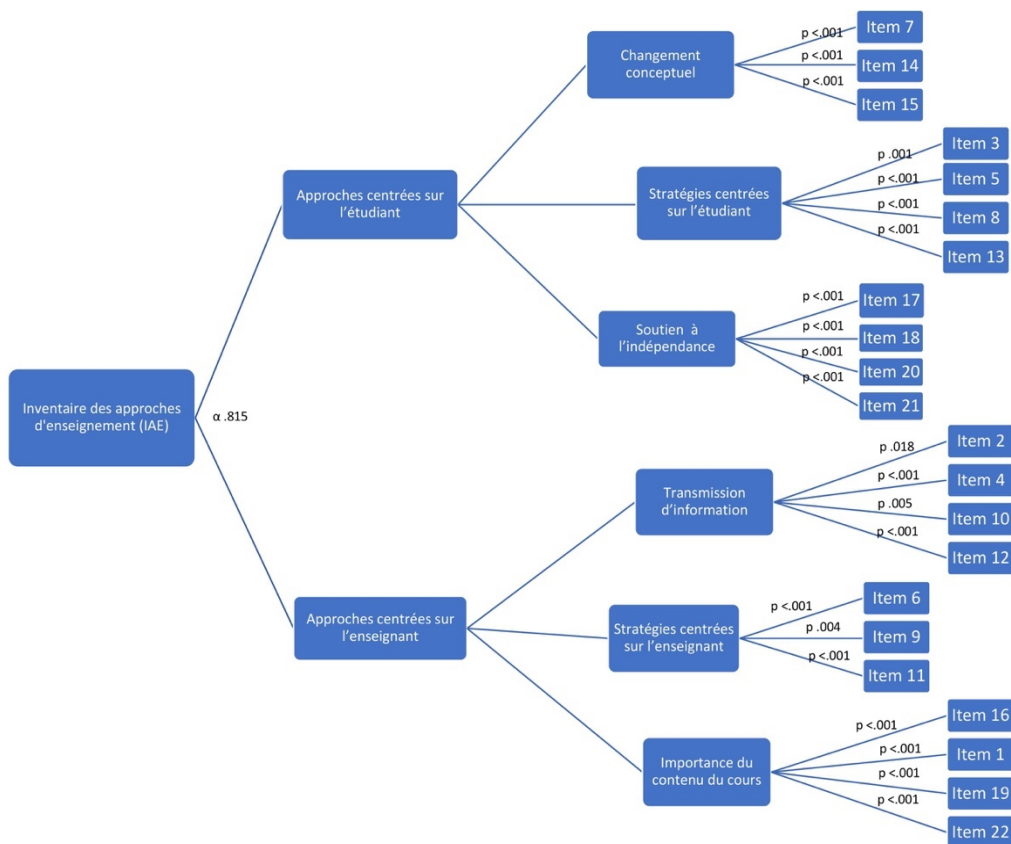 Inventaire des approches
d'enseignement (IAE)
α .815
Approches centrées sur
l'étudiant
Changement
conceptuel
p <.001
Item 7
p <.001
Item 14
p <.001
Item 15
Stratégies centrées
sur l'étudiant
p .001
Item 3
p <.001
Item 5
p <.001
Item 8
p <.001
Item 13
Soutien à
l'indépendance
p <.001
Item 17
p <.001
Item 18
p <.001
Item 20
p <.001
Item 21
Approches centrées sur
l'enseignant
Transmission
d'information
p .018
Item 2
p <.001
Item 4
p .005
Item 10
p <.001
Item 12
Stratégies centrées
sur l'enseignant
p <.001
Item 6
p .004
Item 9
p <.001
Item 11
Importance du
contenu du cours
p <.001
Item 16
p <.001
Item 1
p <.001
Item 19
p <.001
Item 22